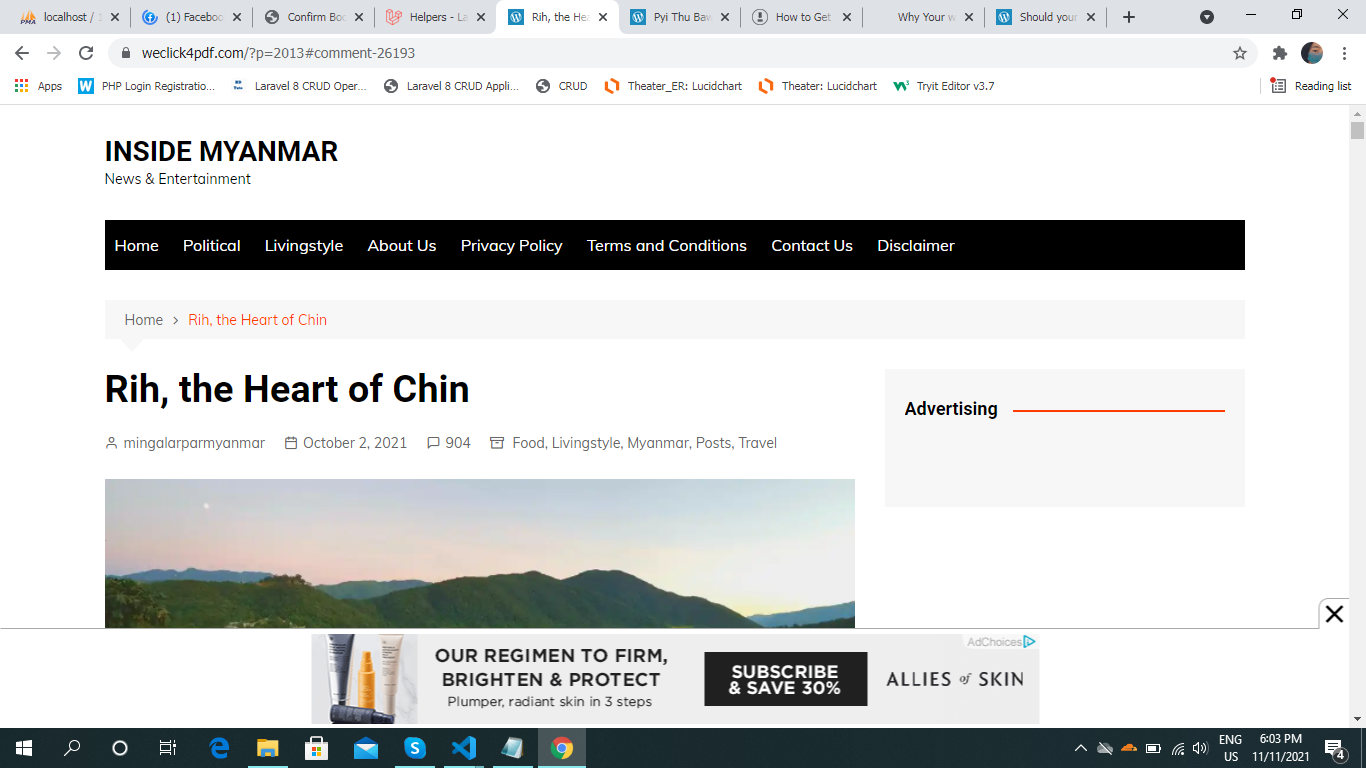 localhost / 1
(1) Faceboo
Confirm Boo
Helpers - La
Rih, the Hea
Pyi Thu Baw
How to Get
Why Your w
Should your
weclick4pdf.com/?p=2013#comment-26193
Apps
PHP Login Registratio...
Laravel 8 CRUD Oper...
Laravel 8 CRUD Appli...
CRUD
Theater_ER: Lucidchart
Theater: Lucidchart
Tryit Editor v3.7
Reading list
INSIDE MYANMAR
News & Entertainment
Home Political Livingstyle About Us Privacy Policy Terms and Conditions Contact Us Disclaimer
Home > Rih, the Heart of Chin
Rih, the Heart of Chin
mingalarparmyanmar October 2, 2021 904 Food, Livingstyle, Myanmar, Posts, Travel
Advertising
AdChoices
OUR REGIMEN TO FIRM,
BRIGHTEN & PROTECT
Plumper, radiant skin in 3 steps
SUBSCRIBE
& SAVE 30%
ALLIES of SKIN
ENG
US
6:03 PM
11/11/2021
4